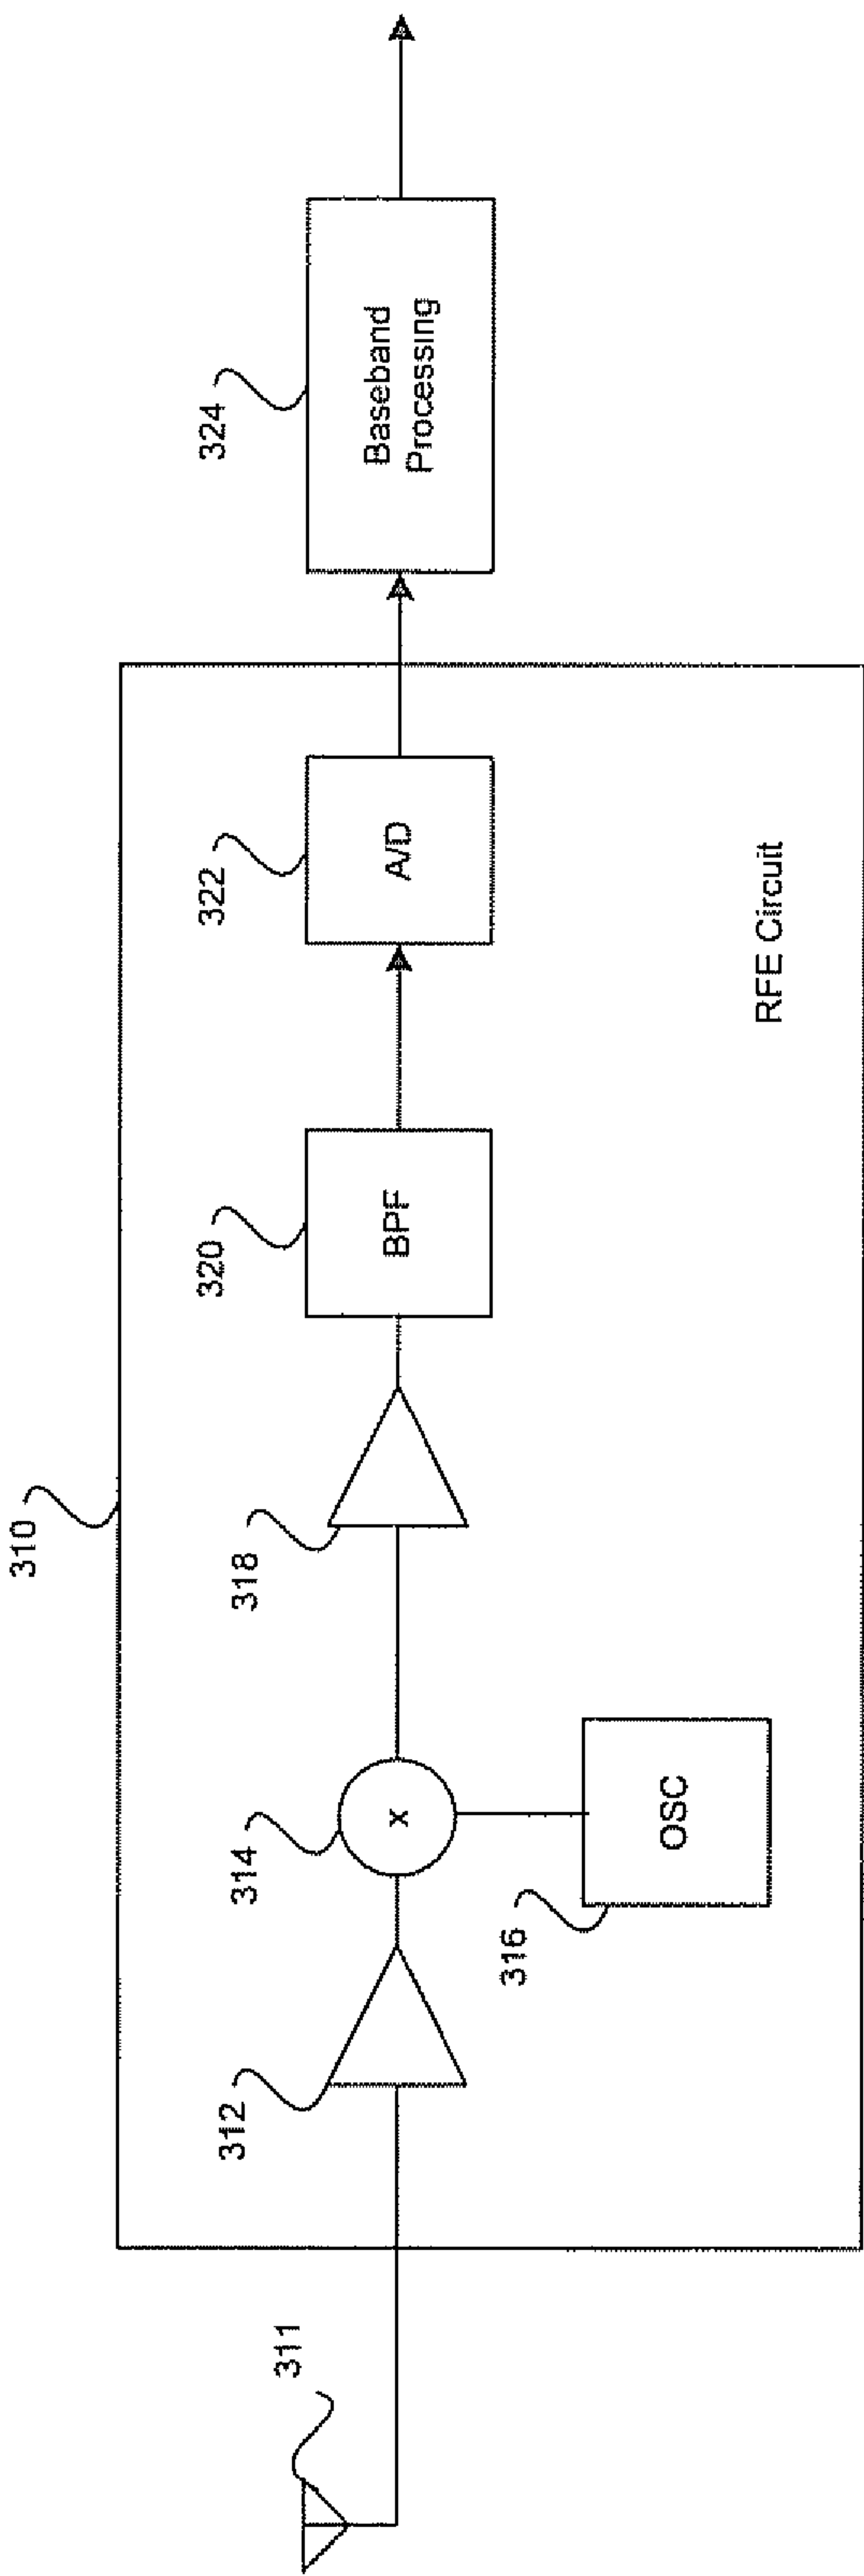 310
311
312
314
318
320
322
324
316
x
BPF
A/D
Baseband
Processing
OSC
RFE Circuit